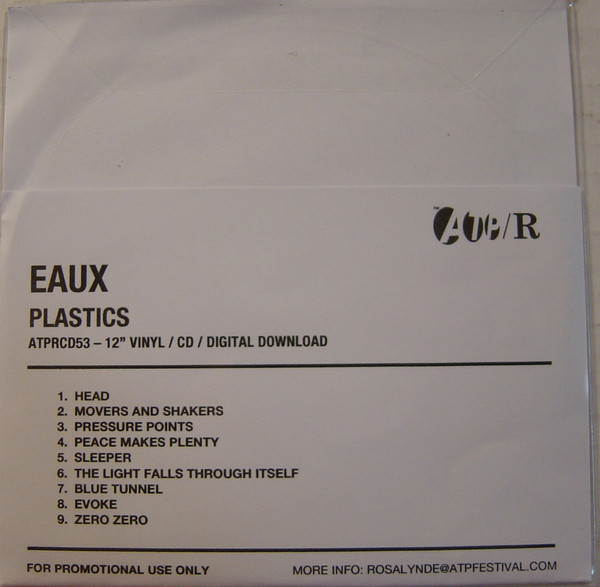 ATP/R
EAUX
PLASTICS
ATPRCD53 – 12” VINYL / CD / DIGITAL DOWNLOAD
1. HEAD
2. MOVERS AND SHAKERS
3. PRESSURE POINTS
4. PEACE MAKES PLENTY
5. SLEEPER
6. THE LIGHT FALLS THROUGH ITSELF
7. BLUE TUNNEL
8. EVOKE
9. ZERO ZERO
FOR PROMOTIONAL USE ONLY MORE INFO: ROSALYNDE@ATPFESTIVAL.COM